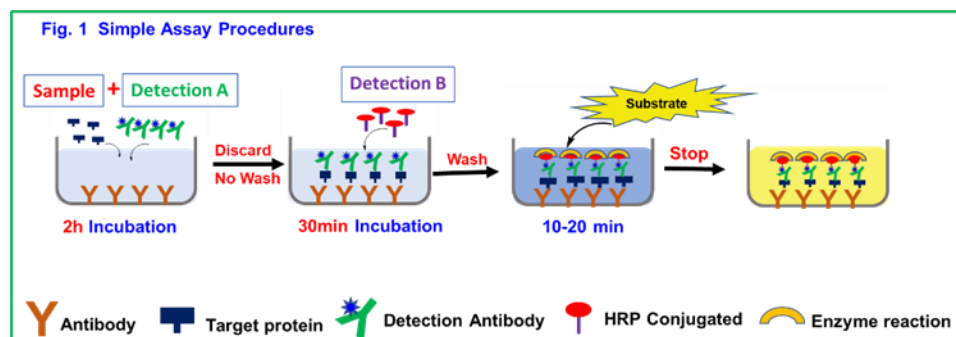 Fig. 1 Simple Assay Procedures
Sample + Detection A
Detection B
Substrate
Discard
No Wash
Wash
Stop
2h Incubation
30min Incubation
10-20 min
Antibody
Target protein
Detection Antibody
HRP Conjugated
Enzyme reaction